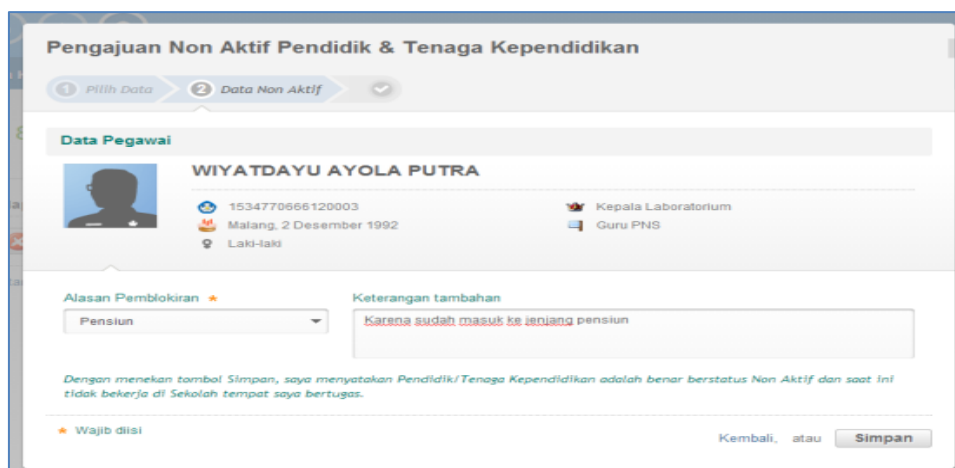 Pengajuan Non Aktif Pendidik & Tenaga Kependidikan
1 Pilih Data 2 Data Non Aktif
Data Pegawai
WIYATDAYU AYOLA PUTRA
1534770666120003 Kepala Laboratorium
Malang, 2 Desember 1992 Guru PNS
Laki-laki
Alasan Pemblokiran * Keterangan tambahan
Pensiun Karena sudah masuk ke jenjang pensiun
Dengan menekan tombol Simpan, saya menyatakan Pendidik/Tenaga Kependidikan adalah benar berstatus Non Aktif dan saat ini
tidak bekerja di Sekolah tempat saya bertugas.
* Wajib diisi Kembali, atau Simpan